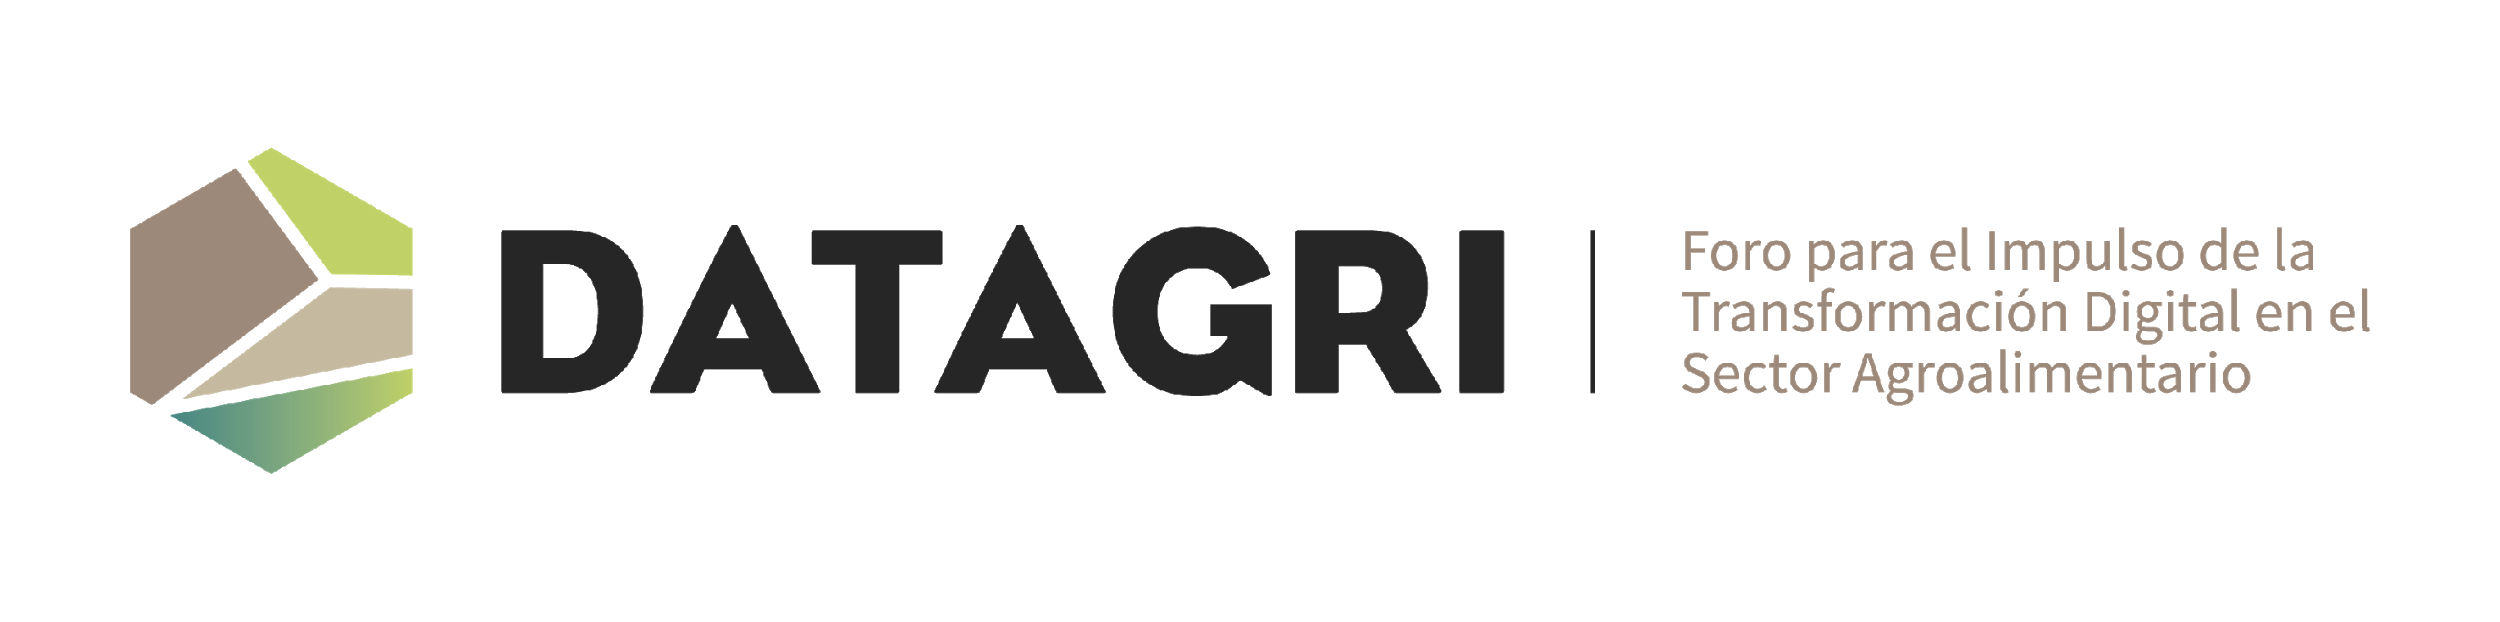 DATAGRI
Foro para el Impulso de la
Transformación Digital en el
Sector Agroalimentario